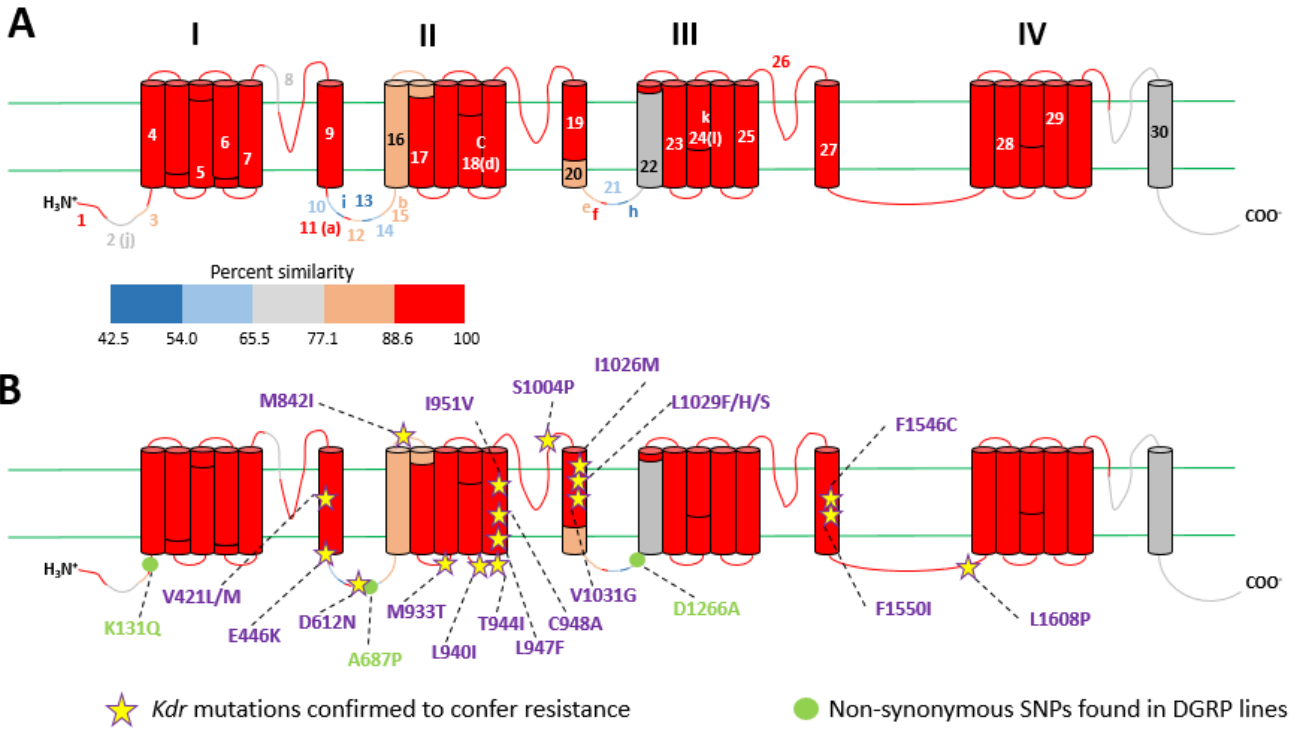 A
I II III IV
8
26
4
5
6
7
9
16
17
C
18(d)
19
20
22
23
k
24(l)
25
27
28
29
30
H₃N⁺
1
2 (j)
3
10
i
13
11 (a)
12
14
b
15
e
f
21
h
COO⁻
Percent similarity
42.5 54.0 65.5 77.1 88.6 100
B
M842I
I951V
S1004P
I1026M
L1029F/H/S
F1546C
H₃N⁺
COO⁻
K131Q
V421L/M
E446K
D612N
A687P
M933T
L940I
T944I
L947F
C948A
V1031G
D1266A
F1550I
L1608P
Kdr mutations confirmed to confer resistance
Non-synonymous SNPs found in DGRP lines